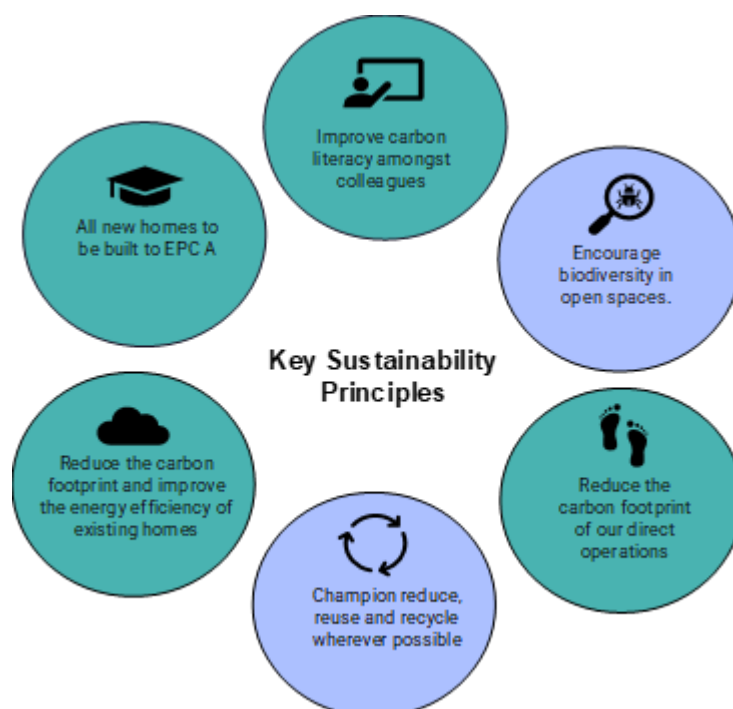 Improve carbon
literacy amongst
colleagues
All new homes to
be built to EPC A
Encourage
biodiversity in
open spaces.
Key Sustainability
Principles
Reduce the carbon
footprint and improve
the energy efficiency of
existing homes
Reduce the
carbon footprint
of our direct
operations
Champion reduce,
reuse and recycle
wherever possible